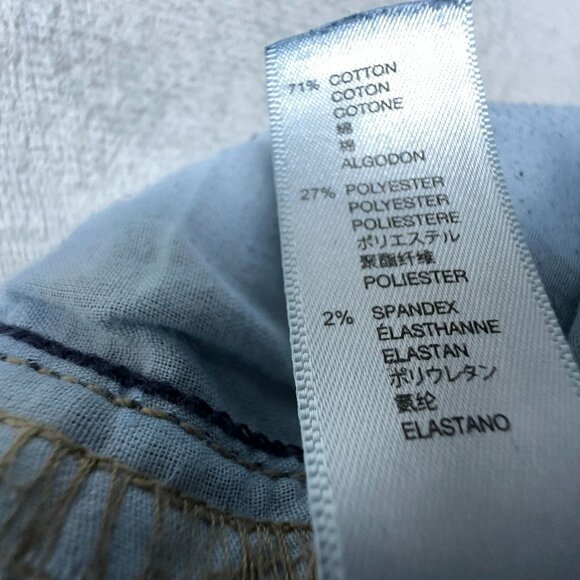 71% COTTON
COTON
COTONE
綿
棉
ALGODON
27% POLYESTER
POLYESTER
POLIESTERE
ポリエステル
聚酯纤维
POLIESTER
2% SPANDEX
ÉLASTHANNE
ELASTAN
ポリウレタン
氨纶
ELASTANO